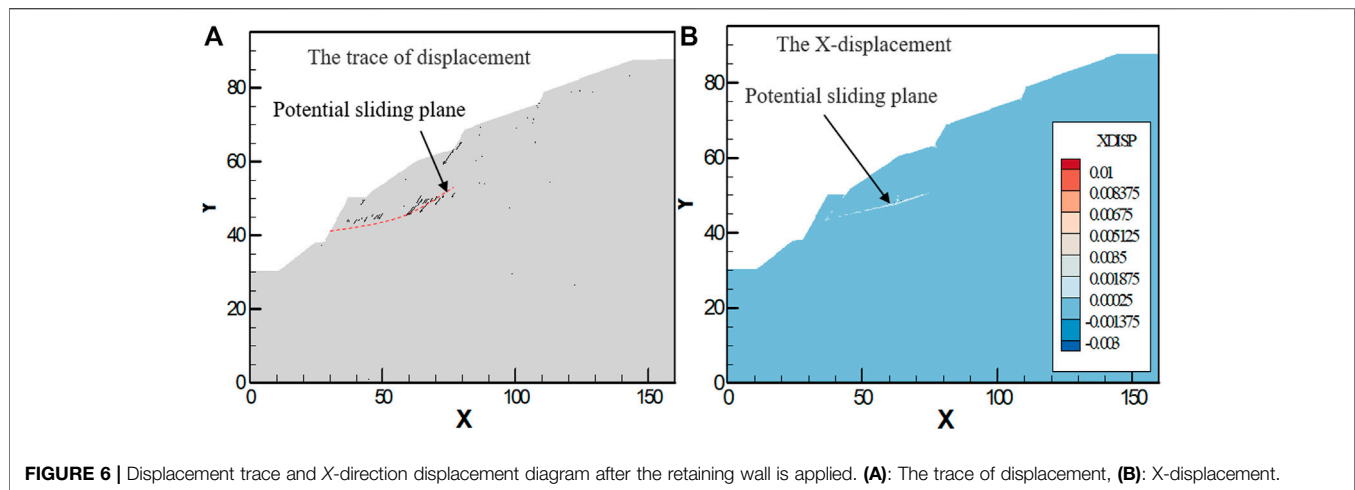 A
The trace of displacement
Potential sliding plane
80
60
40
20
0
Y
0
50
100
150
X
B
The X-displacement
Potential sliding plane
80
60
40
20
0
Y
0
50
100
150
X
XDISP
0.01
0.008375
0.00675
0.005125
0.0035
0.001875
0.00025
-0.001375
-0.003
FIGURE 6 | Displacement trace and X-direction displacement diagram after the retaining wall is applied. (A): The trace of displacement, (B): X-displacement.